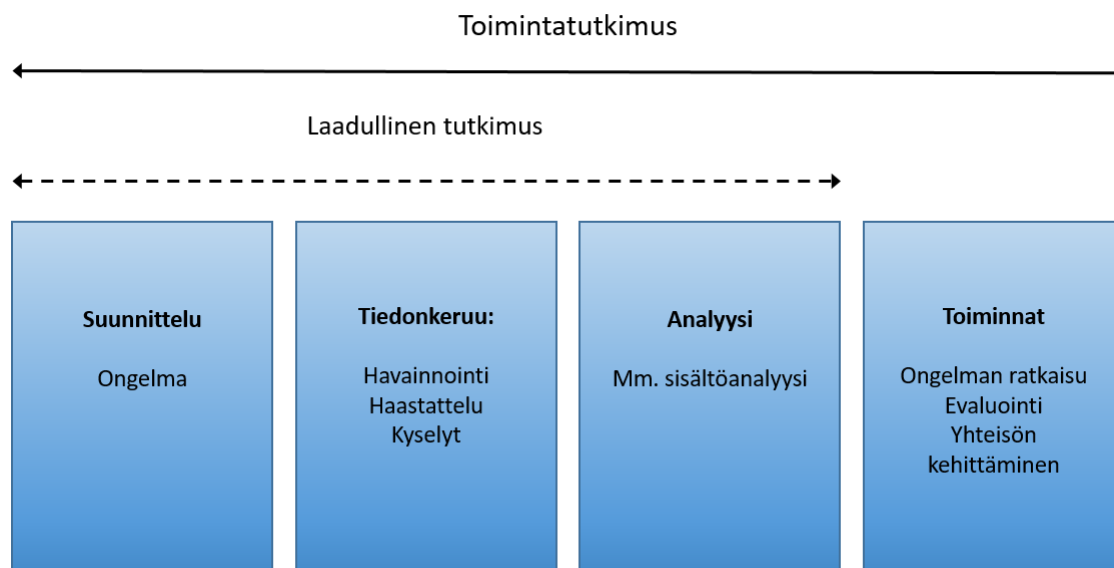 Toimintatutkimus
Laadullinen tutkimus
Suunnittelu
Ongelma
Tiedonkeruu:
Havainnointi
Haastattelu
Kyselyt
Analyysi
Mm. sisältöanalyysi
Toiminnat
Ongelman ratkaisu
Evaluointi
Yhteisön
kehittäminen